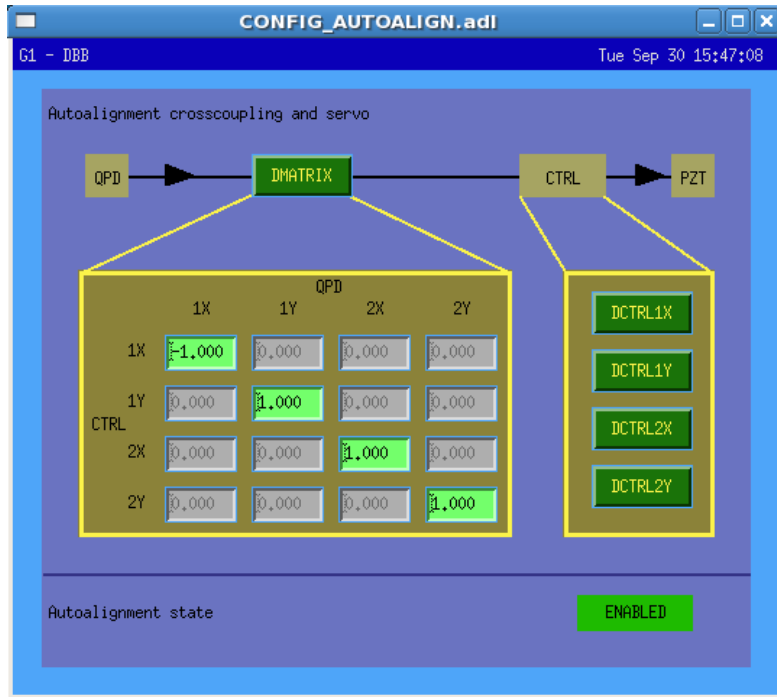 CONFIG_AUTOALIGN.adl
G1 - DBB Tue Sep 30 15:47:08
Autoalignment crosscoupling and servo
QPD DMATRIX CTRL PZT
QPD
1X 1Y 2X 2Y
1X -1.000 0.000 0.000 0.000
1Y 0.000 1.000 0.000 0.000
CTRL
2X 0.000 0.000 1.000 0.000
2Y 0.000 0.000 0.000 1.000
DCTRL1X
DCTRL1Y
DCTRL2X
DCTRL2Y
Autoalignment state ENABLED